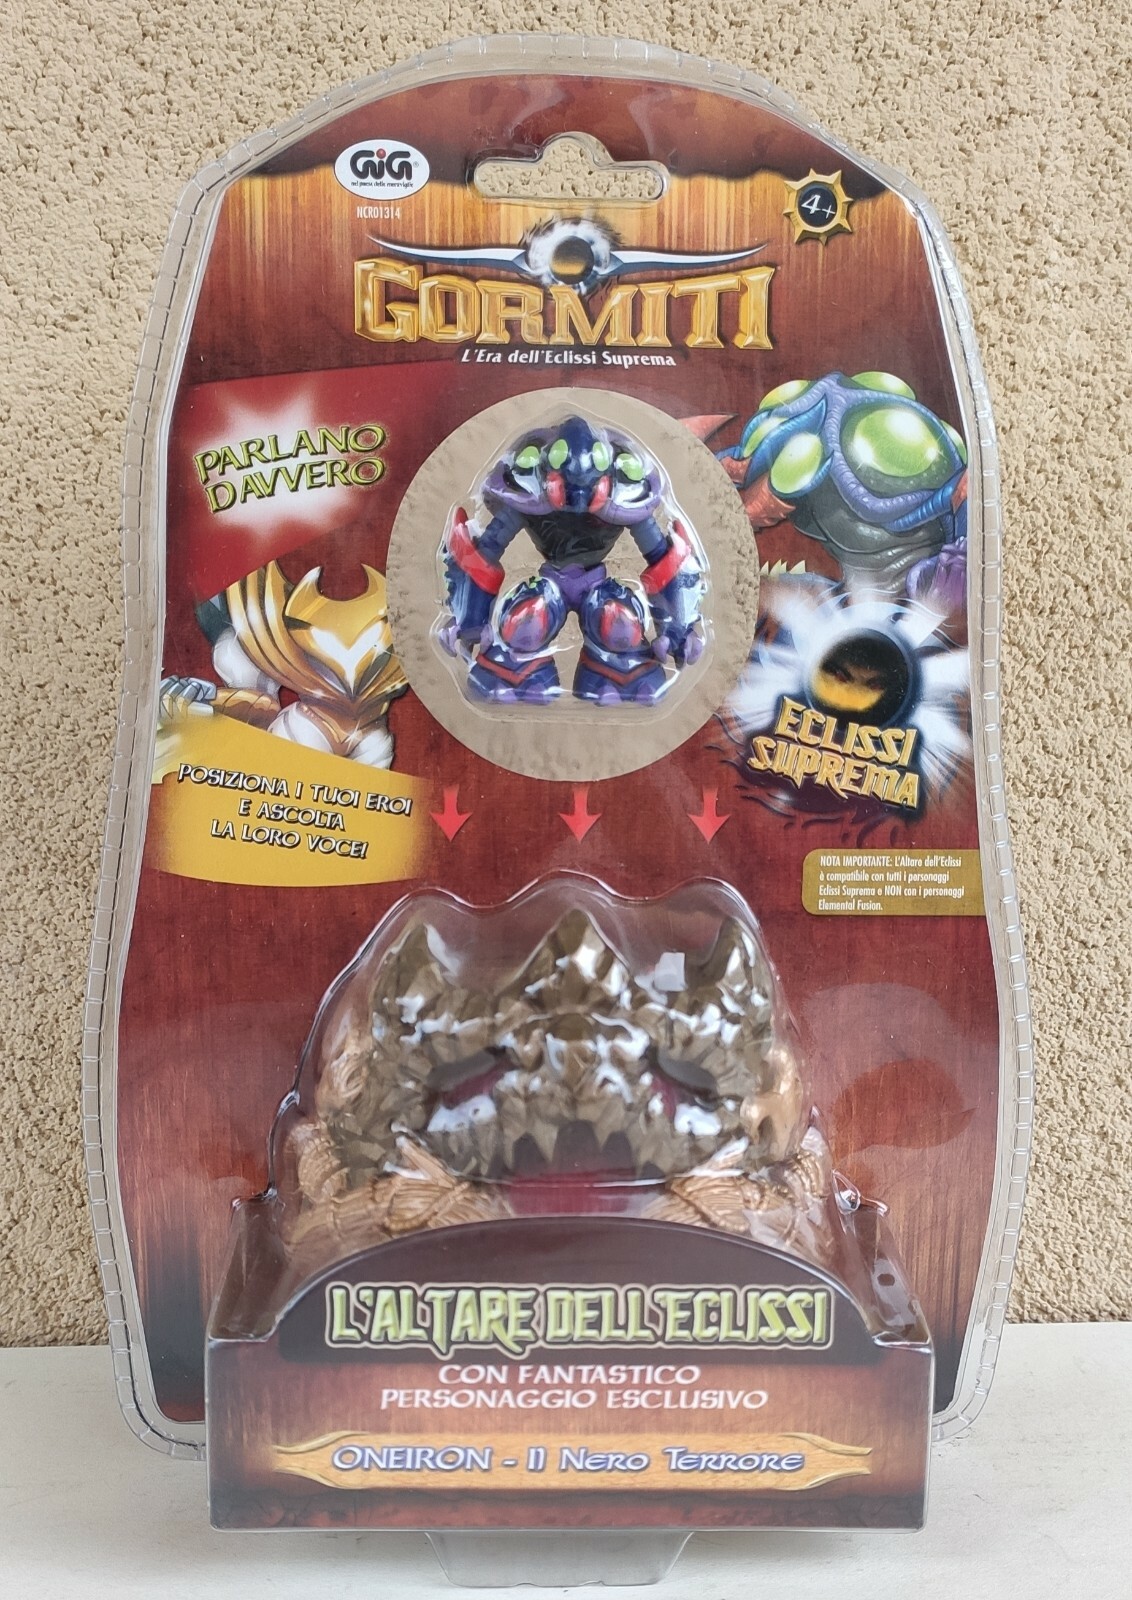 GiG
nel paese delle meraviglie
NCR01314
4+
GORMITI
L'Era dell'Eclissi Suprema
PARLANO
DAVVERO
POSIZIONA I TUOI EROI
E ASCOLTA
LA LORO VOCE!
ECLISSI
SUPREMA
NOTA IMPORTANTE: L'Altare dell'Eclissi
è compatibile con tutti i personaggi
Eclissi Suprema e NON con i personaggi
Elemental Fusion.
L'ALTARE DELL'ECLISSI
CON FANTASTICO
PERSONAGGIO ESCLUSIVO
ONEIRON - Il Nero Terrore